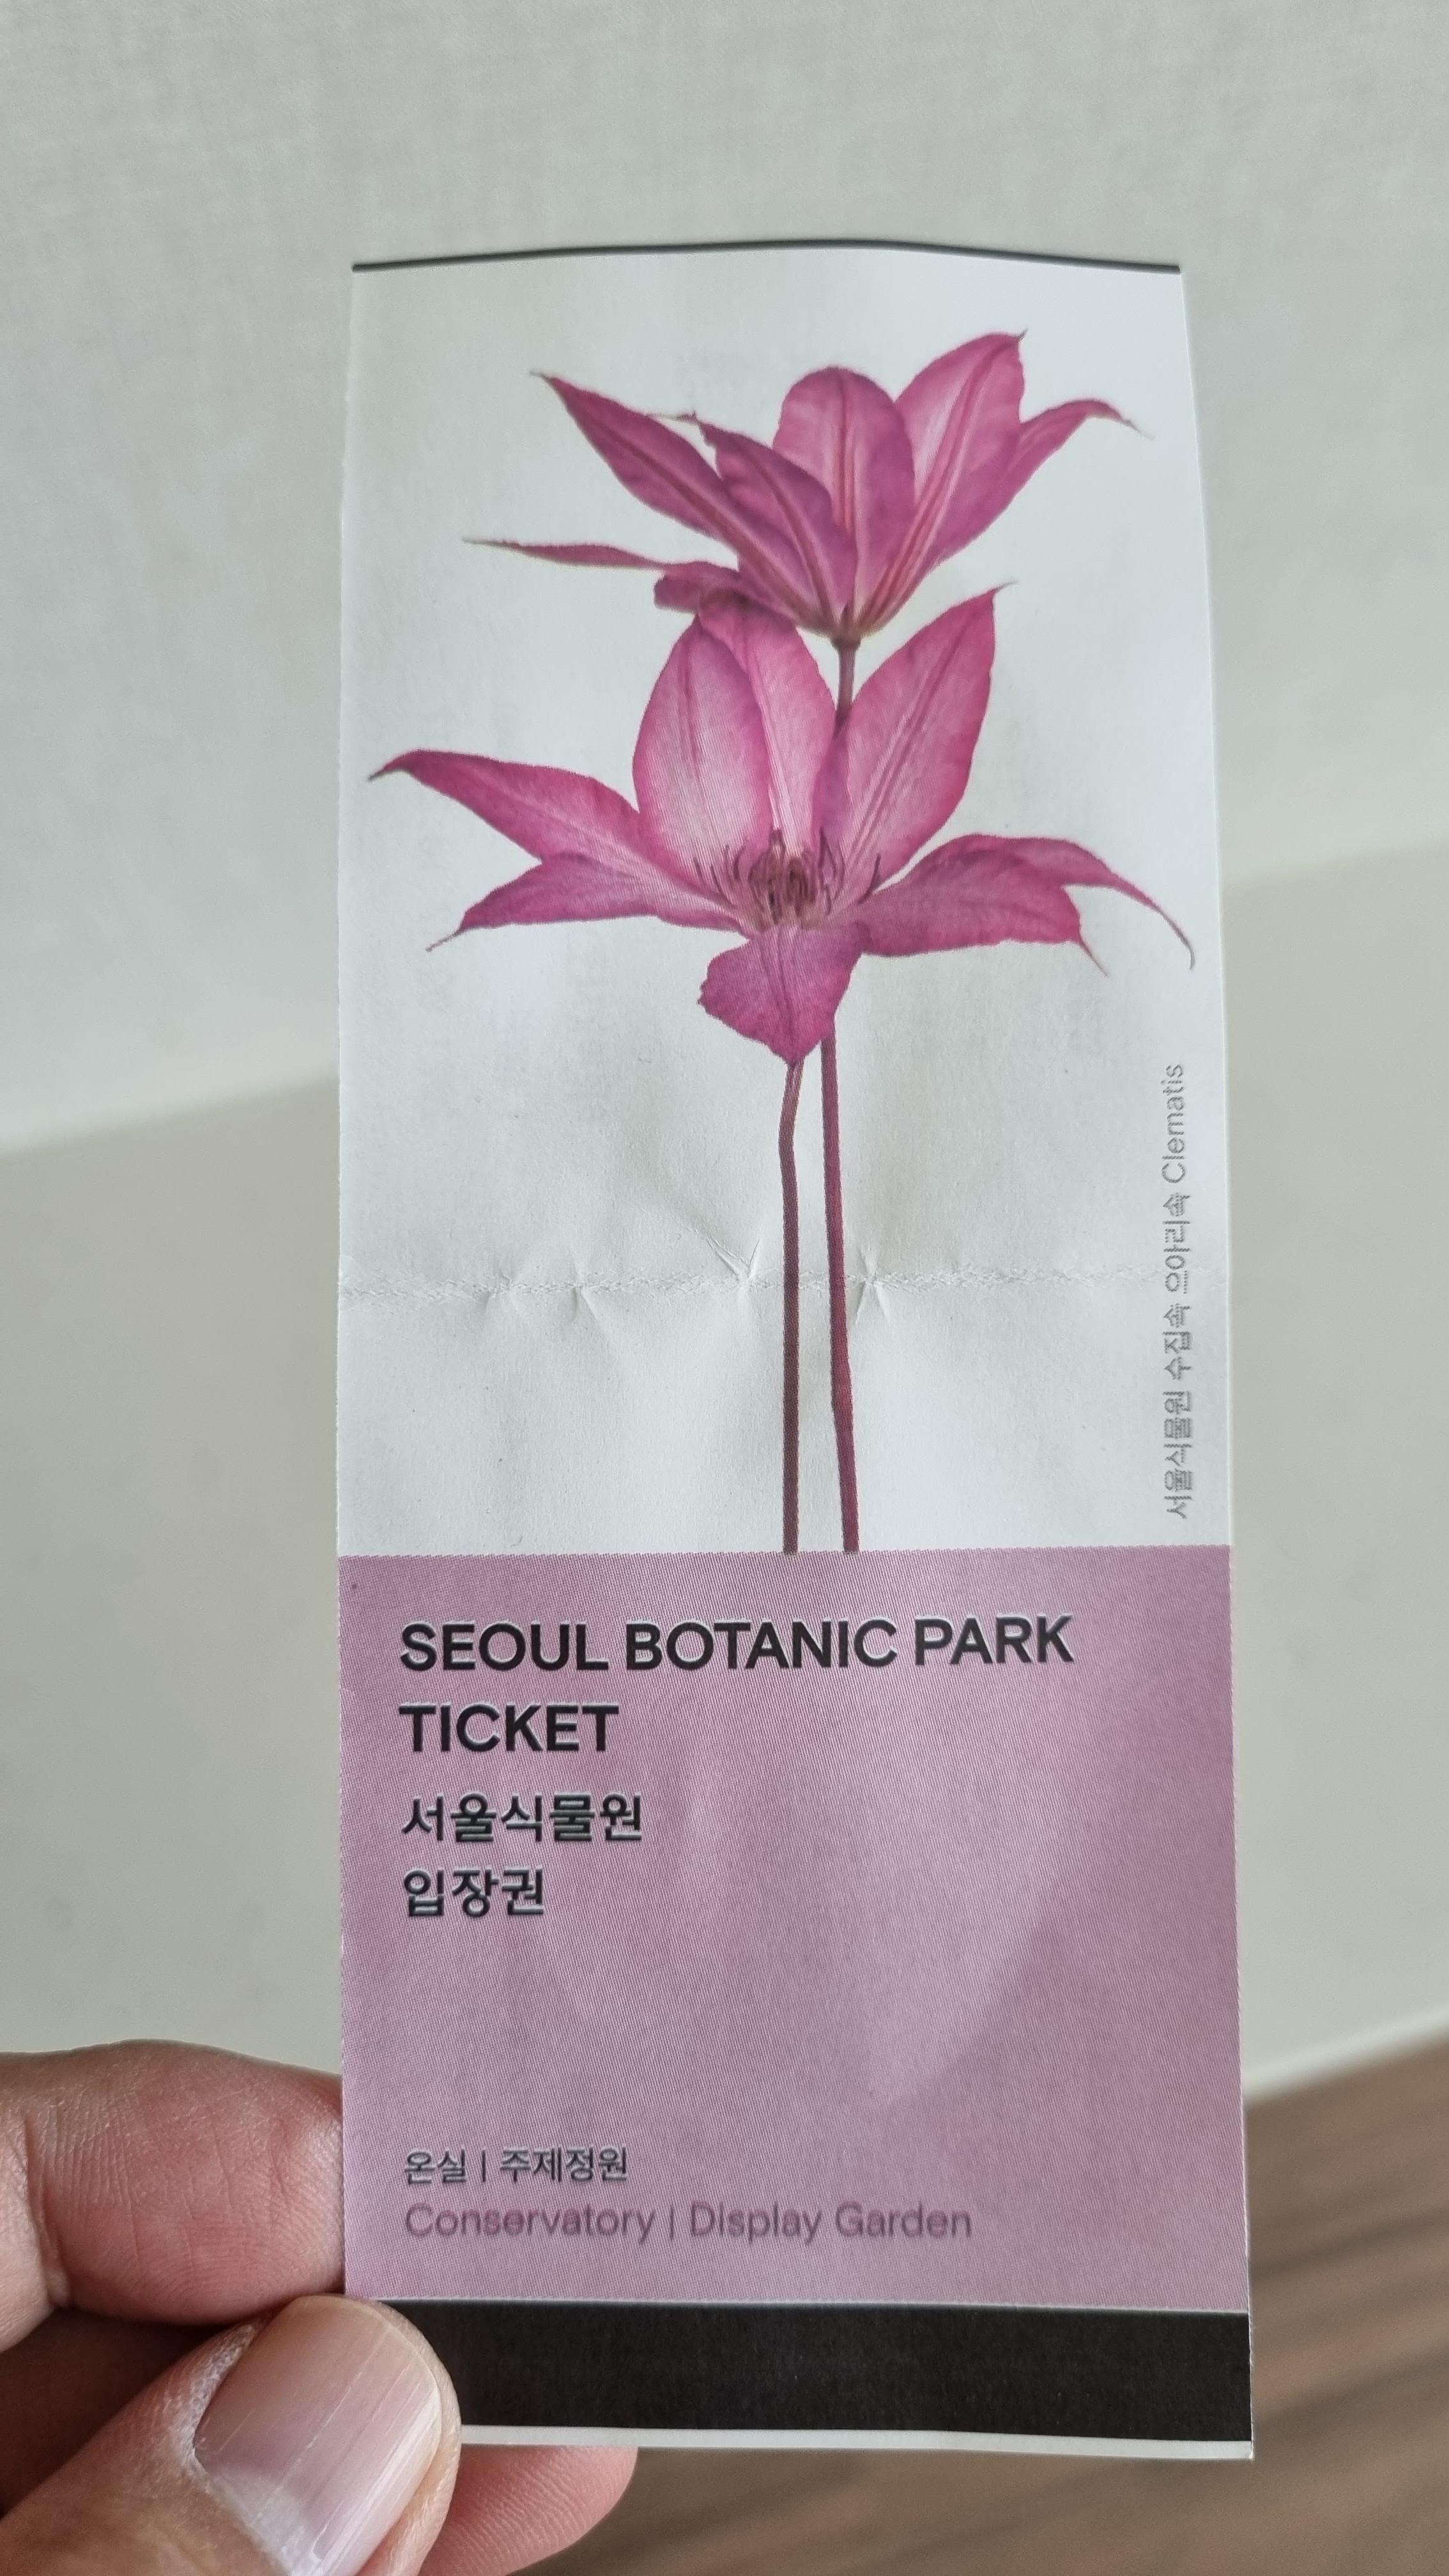 서울식물원 수집속 으아리속 Clematis
SEOUL BOTANIC PARK
TICKET
서울식물원
입장권
온실 | 주제정원
Conservatory | Display Garden